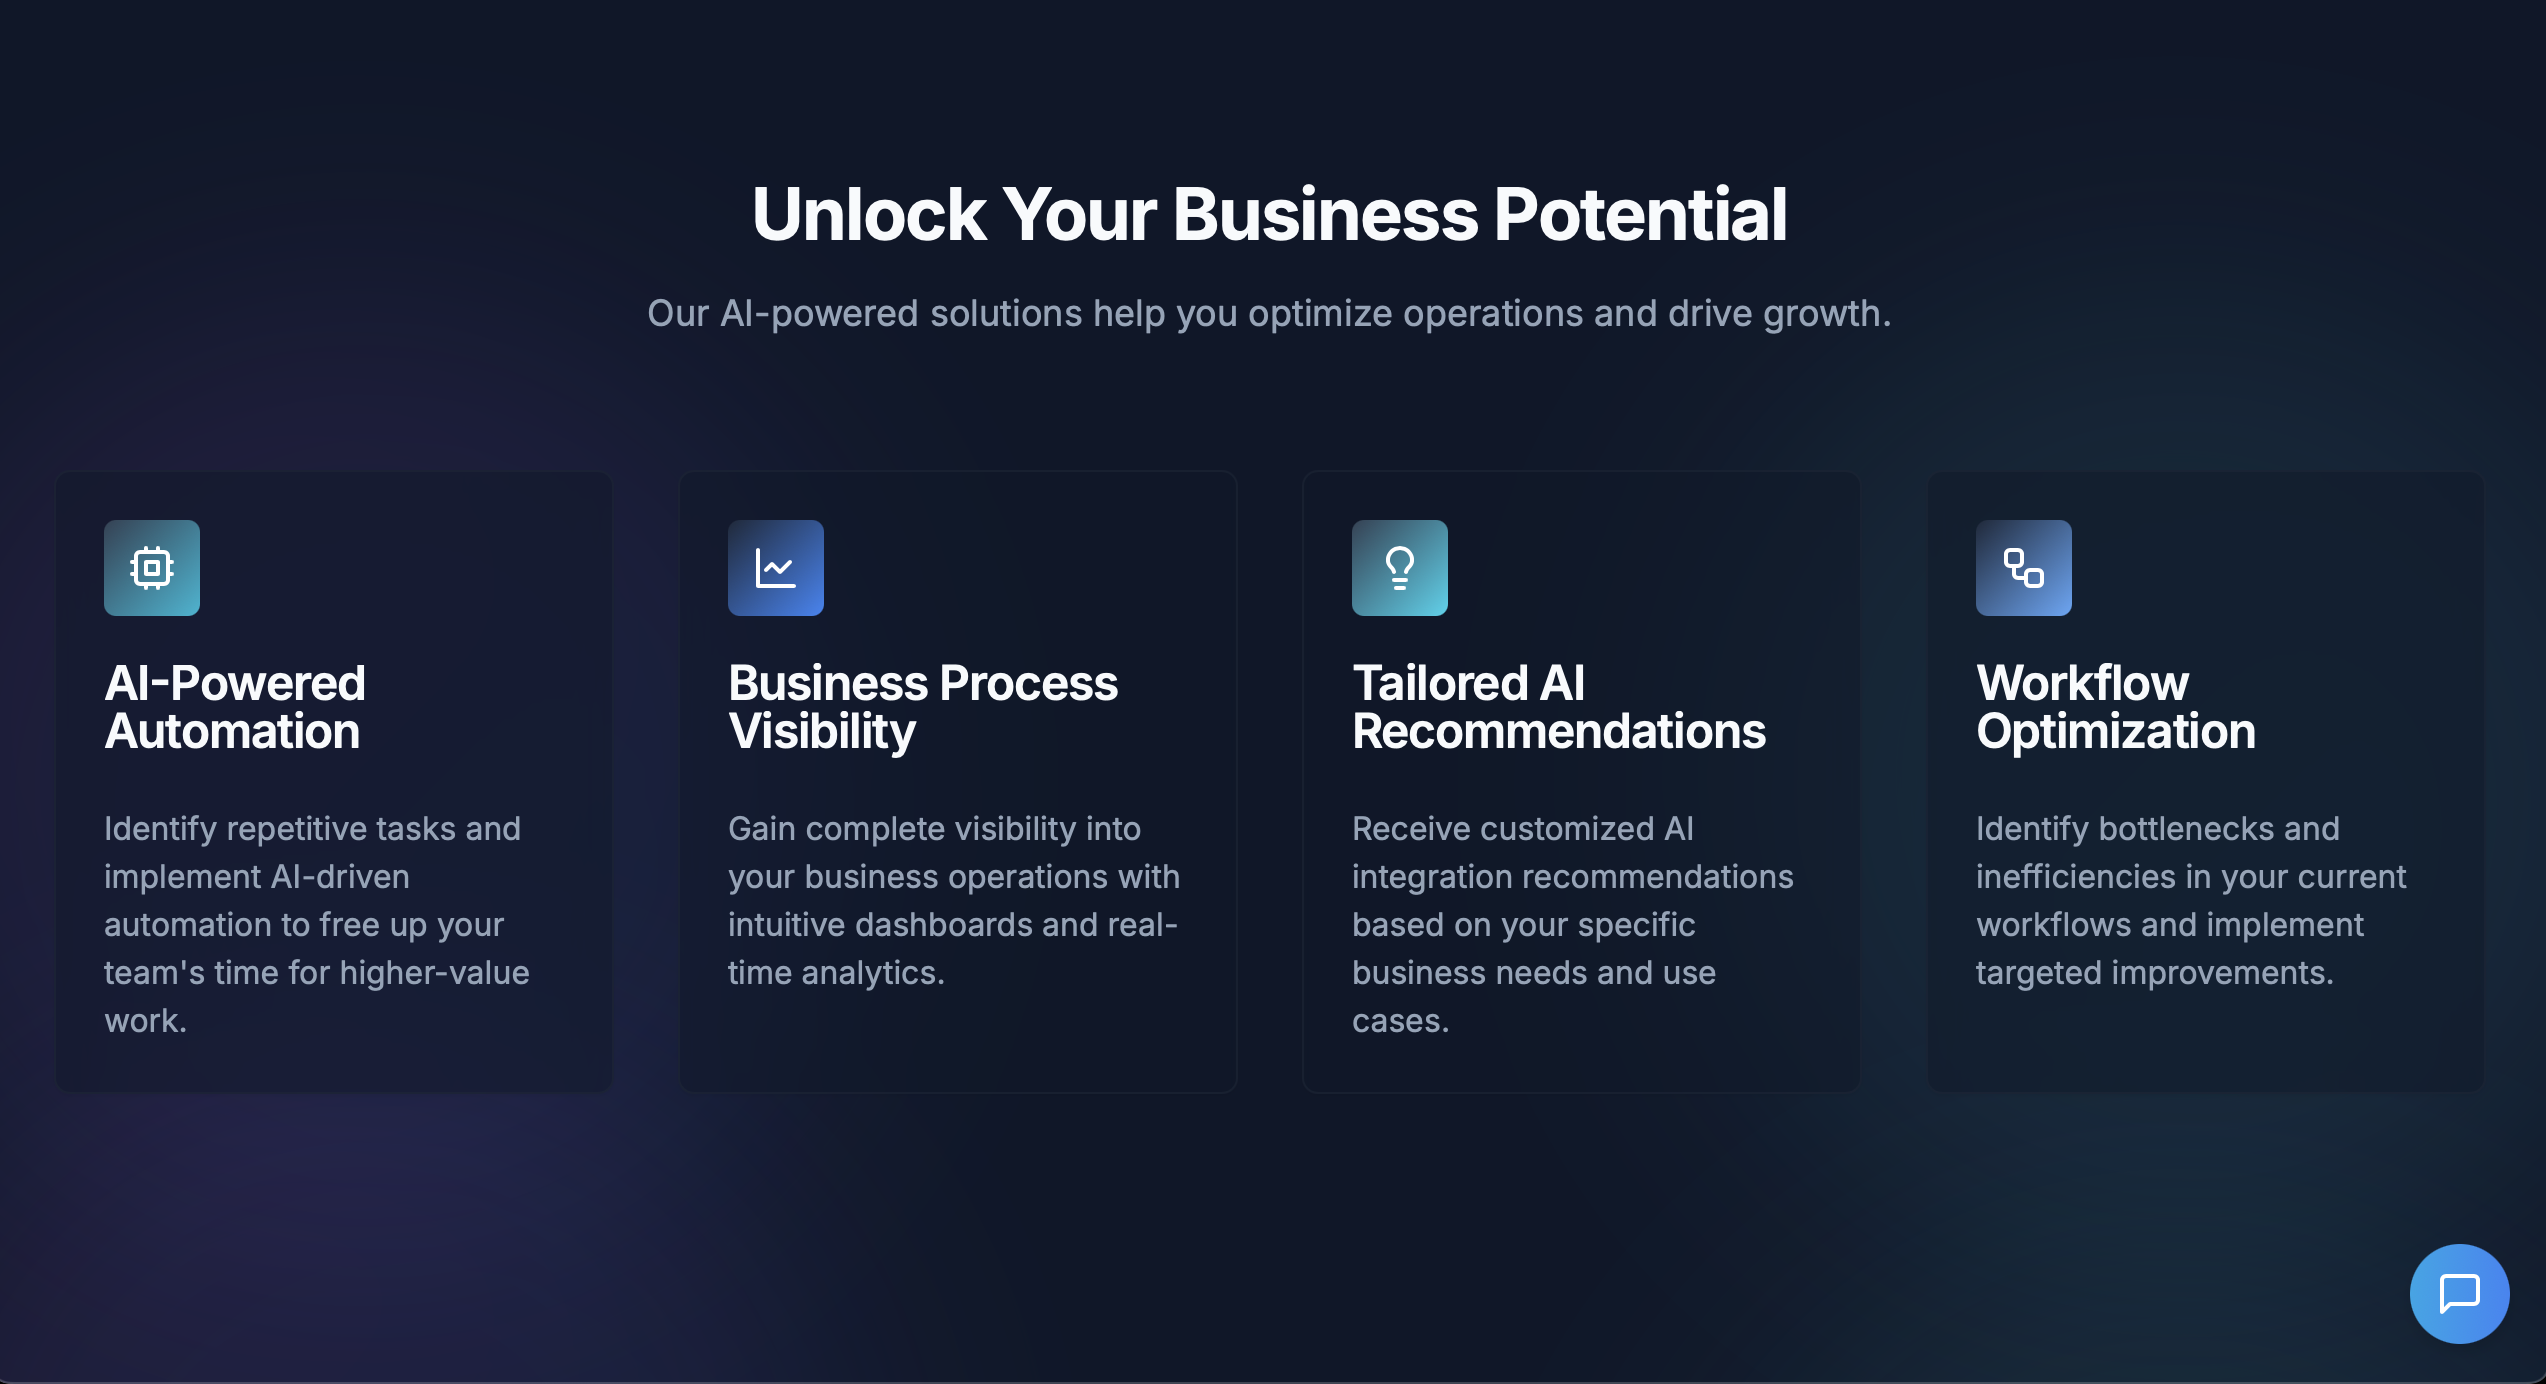 Unlock Your Business Potential
Our AI-powered solutions help you optimize operations and drive growth.
AI-Powered
Automation
Identify repetitive tasks and
implement AI-driven
automation to free up your
team's time for higher-value
work.
Business Process
Visibility
Gain complete visibility into
your business operations with
intuitive dashboards and real-
time analytics.
Tailored AI
Recommendations
Receive customized AI
integration recommendations
based on your specific
business needs and use
cases.
Workflow
Optimization
Identify bottlenecks and
inefficiencies in your current
workflows and implement
targeted improvements.